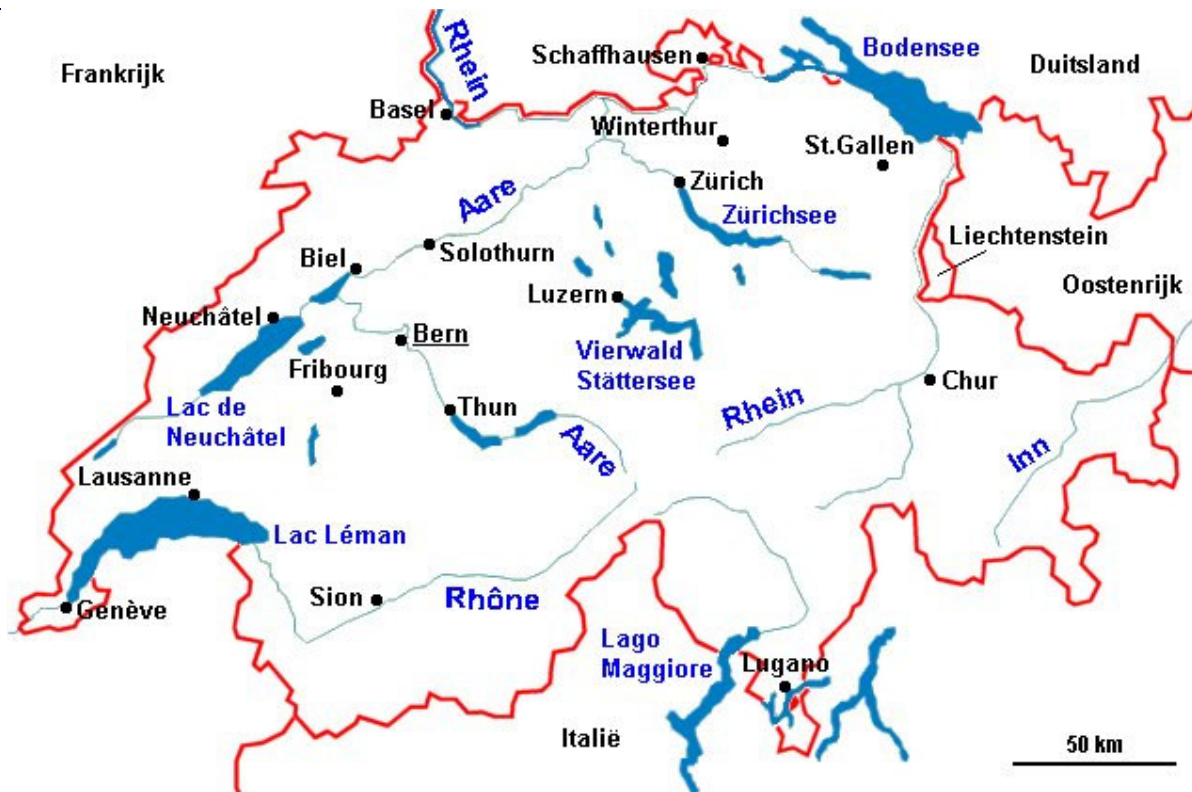 Frankrijk
Rhein
Schaffhausen
Bodensee
Duitsland
Basel
Winterthur
St.Gallen
Zürich
Aare
Zürichsee
Liechtenstein
Solothurn
Biel
Oostenrijk
Luzern
Neuchâtel
Bern
Vierwald
Stättersee
Fribourg
Chur
Rhein
Thun
Lac de
Neuchâtel
Aare
Inn
Lausanne
Lac Léman
Sion
Rhône
Genève
Lago
Maggiore
Lugano
Italië
50 km